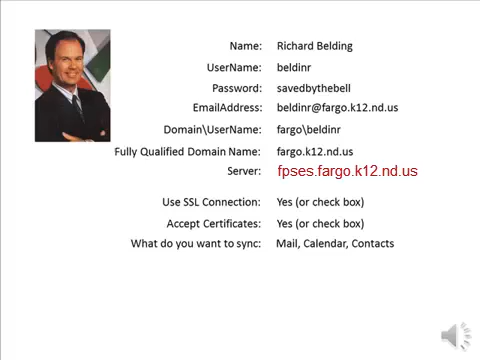 Name: Richard Belding
UserName: beldinr
Password: savedbythebell
EmailAddress: beldinr@fargo.k12.nd.us
Domain\UserName: fargo\beldinr
Fully Qualified Domain Name: fargo.k12.nd.us
Server: fpses.fargo.k12.nd.us
Use SSL Connection: Yes (or check box)
Accept Certificates: Yes (or check box)
What do you want to sync: Mail, Calendar, Contacts